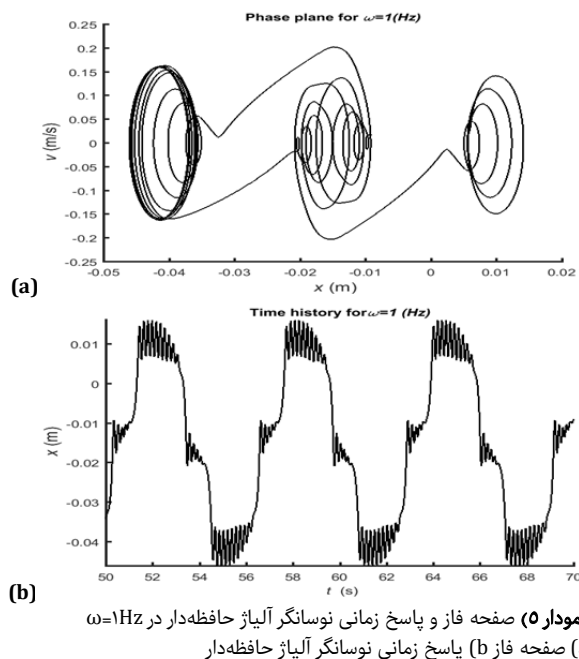 Phase plane for ω=1(Hz)
0.25
0.2
0.15
0.1
0.05
0
-0.05
-0.1
-0.15
-0.2
-0.25
v (m/s)
-0.05 -0.04 -0.03 -0.02 -0.01 0 0.01 0.02
x (m)
(a)
Time history for ω=1 (Hz)
0.01
0
-0.01
-0.02
-0.03
-0.04
x (m)
50 52 54 56 58 60 62 64 66 68 70
t (s)
(b)
صفحه فاز و پاسخ زمانی نوسانگر آلیاژ حافظه‌دار در ω=۱Hz
) صفحه فاز b) پاسخ زمانی نوسانگر آلیاژ حافظه‌دار